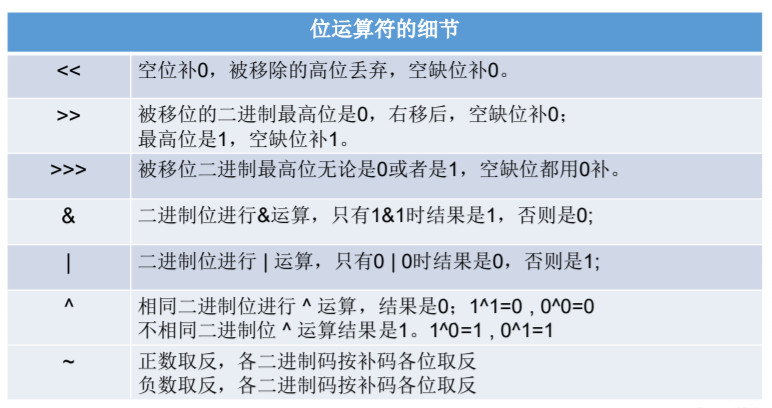 位运算符的细节
<< 空位补0，被移除的高位丢弃，空缺位补0。
>> 被移位的二进制最高位是0，右移后，空缺位补0；
最高位是1，空缺位补1。
>>> 被移位二进制最高位无论是0或者是1，空缺位都用0补。
& 二进制位进行&运算，只有1&1时结果是1，否则是0;
| 二进制位进行 | 运算，只有0 | 0时结果是0，否则是1;
^ 相同二进制位进行 ^ 运算，结果是0；1^1=0 , 0^0=0
不相同二进制位 ^ 运算结果是1。1^0=1 , 0^1=1
~ 正数取反，各二进制码按补码各位取反
负数取反，各二进制码按补码各位取反